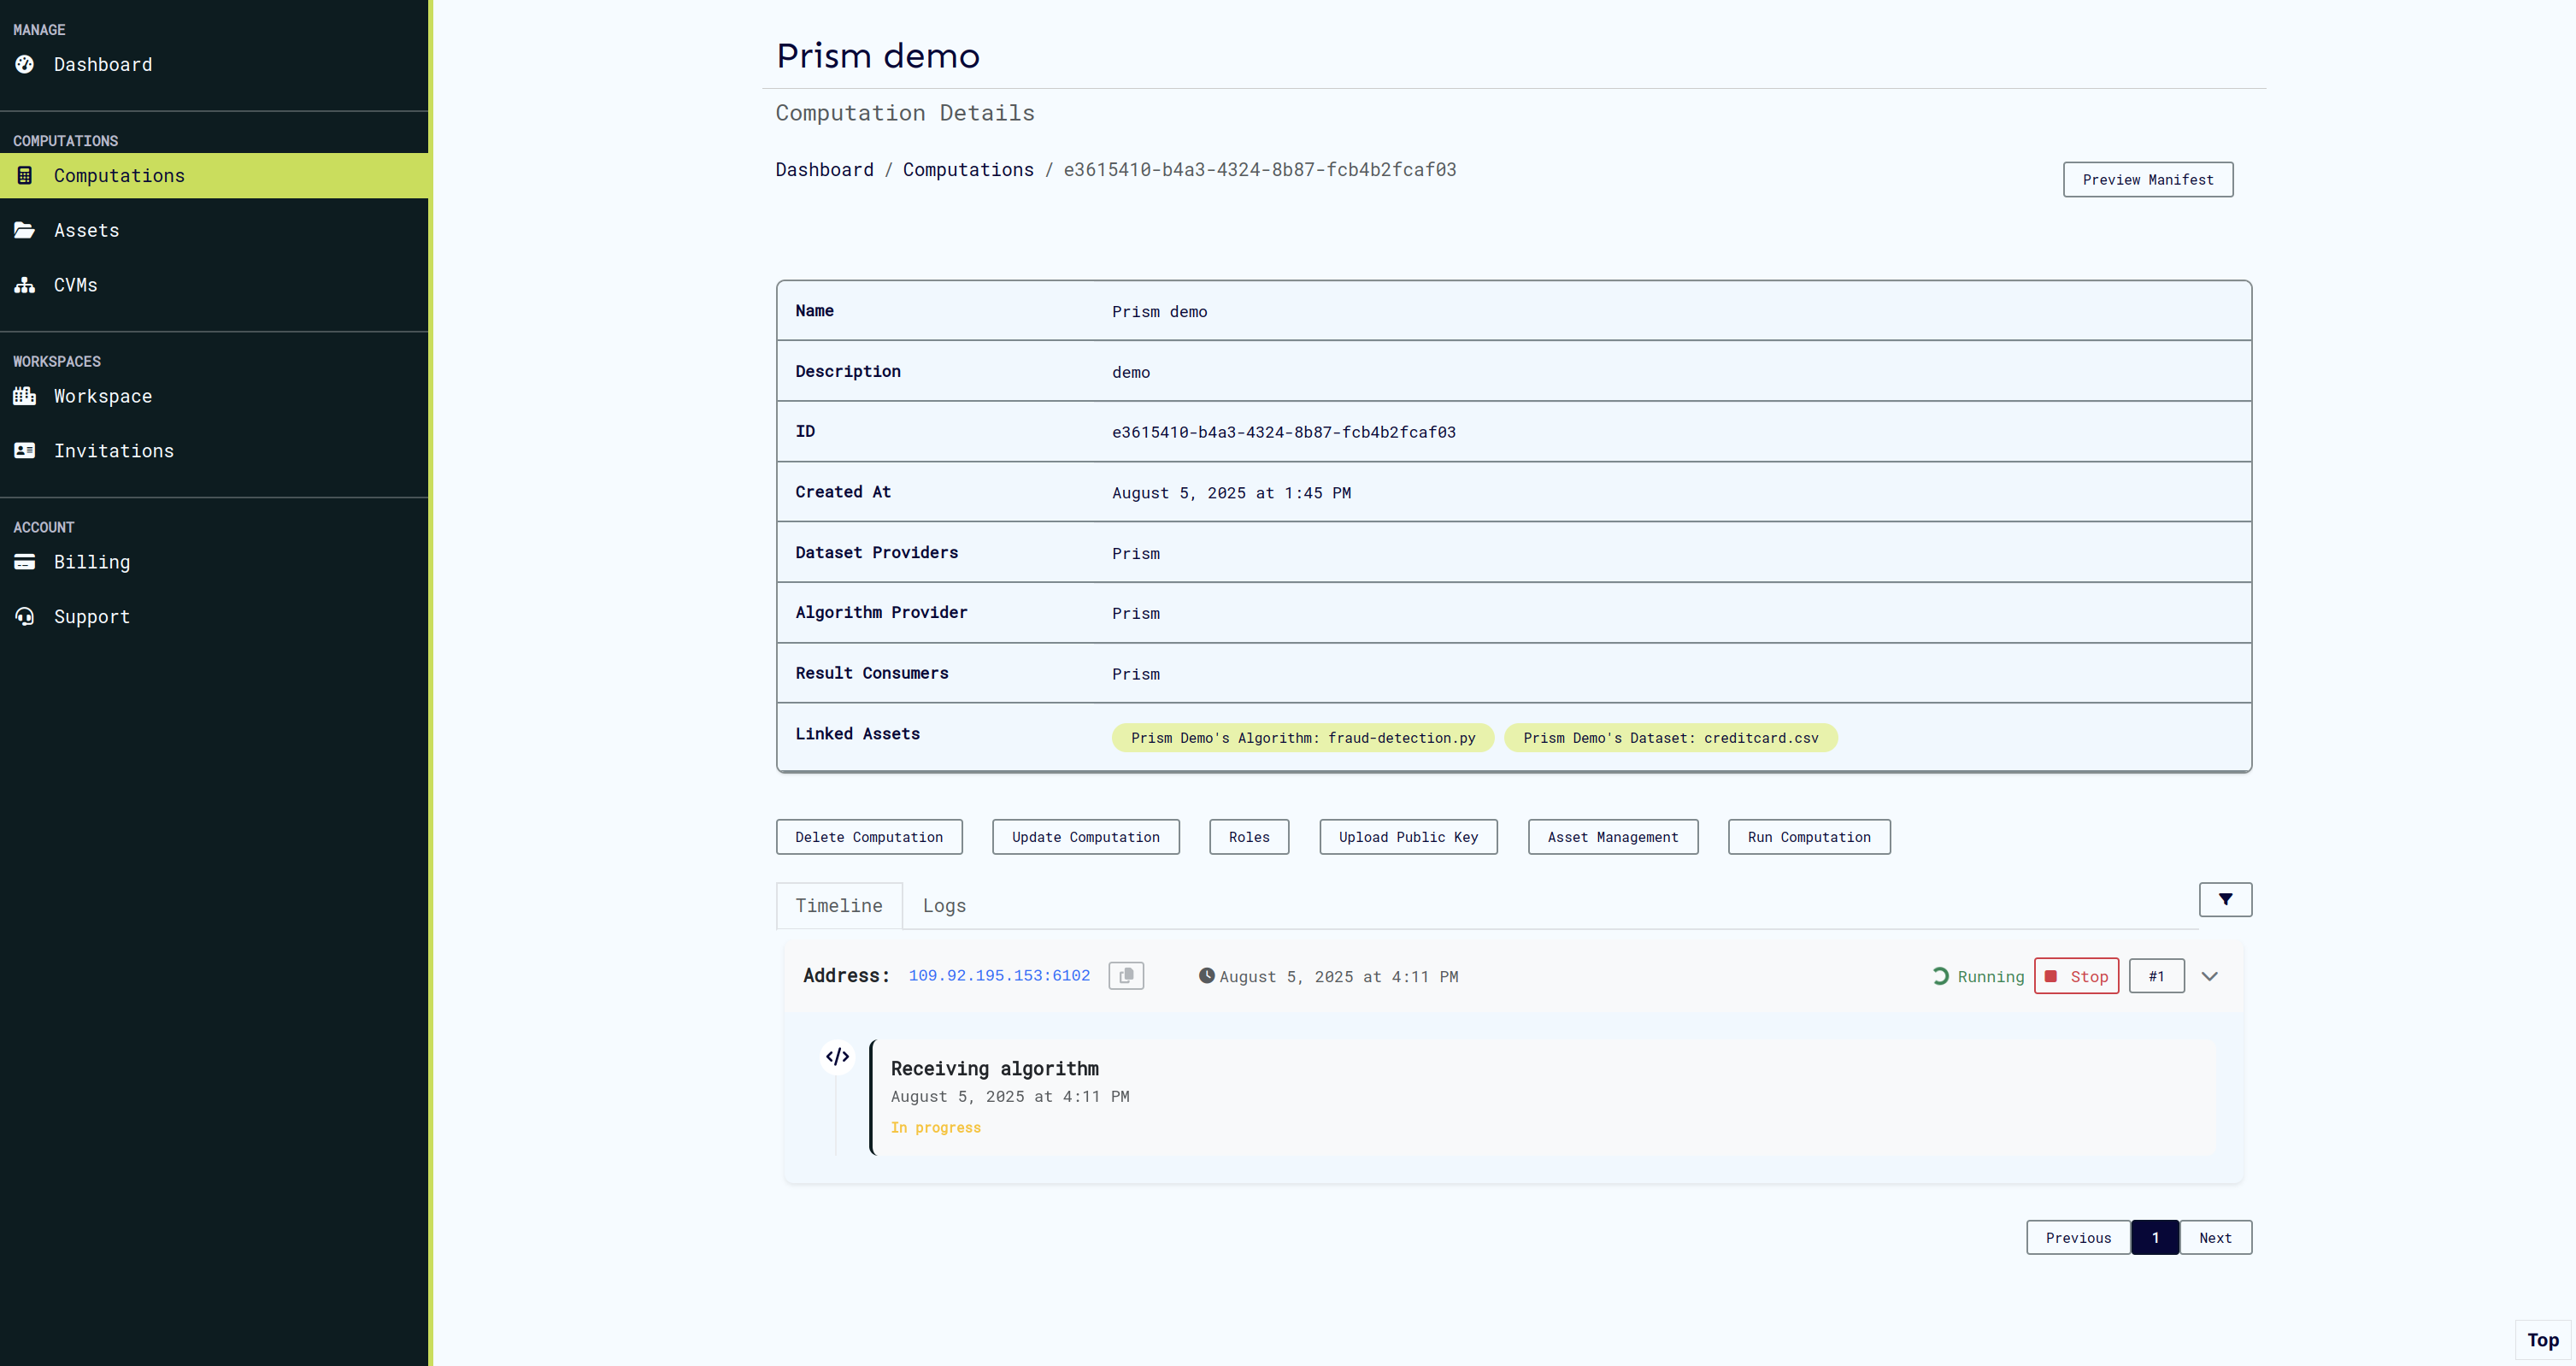 MANAGE
Dashboard
COMPUTATIONS
Computations
Assets
CVMs
WORKSPACES
Workspace
Invitations
ACCOUNT
Billing
Support
Prism demo
Computation Details
Dashboard / Computations / e3615410-b4a3-4324-8b87-fcb4b2fcaf03
Preview Manifest
Name Prism demo
Description demo
ID e3615410-b4a3-4324-8b87-fcb4b2fcaf03
Created At August 5, 2025 at 1:45 PM
Dataset Providers Prism
Algorithm Provider Prism
Result Consumers Prism
Linked Assets Prism Demo's Algorithm: fraud-detection.py Prism Demo's Dataset: creditcard.csv
Delete Computation Update Computation Roles Upload Public Key Asset Management Run Computation
Timeline Logs
Address: 109.92.195.153:6102 August 5, 2025 at 4:11 PM Running Stop #1
Receiving algorithm
August 5, 2025 at 4:11 PM
In progress
Previous 1 Next
Top